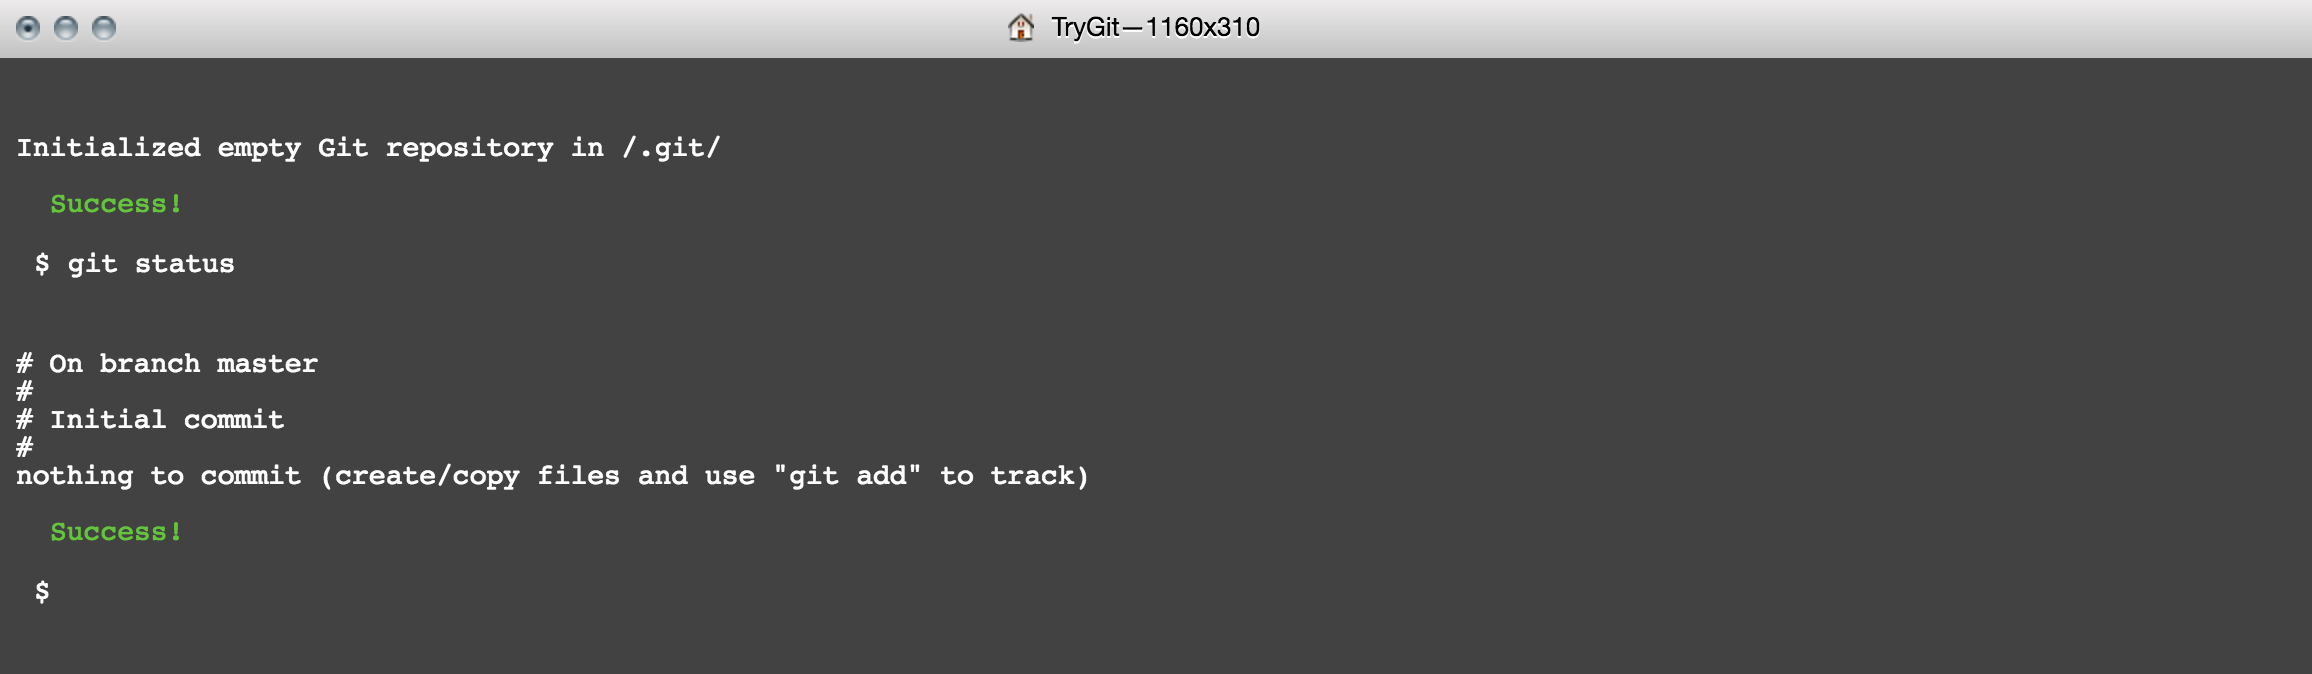 TryGit—1160x310
Initialized empty Git repository in /.git/
Success!
$ git status
# On branch master
#
# Initial commit
#
nothing to commit (create/copy files and use "git add" to track)
Success!
$